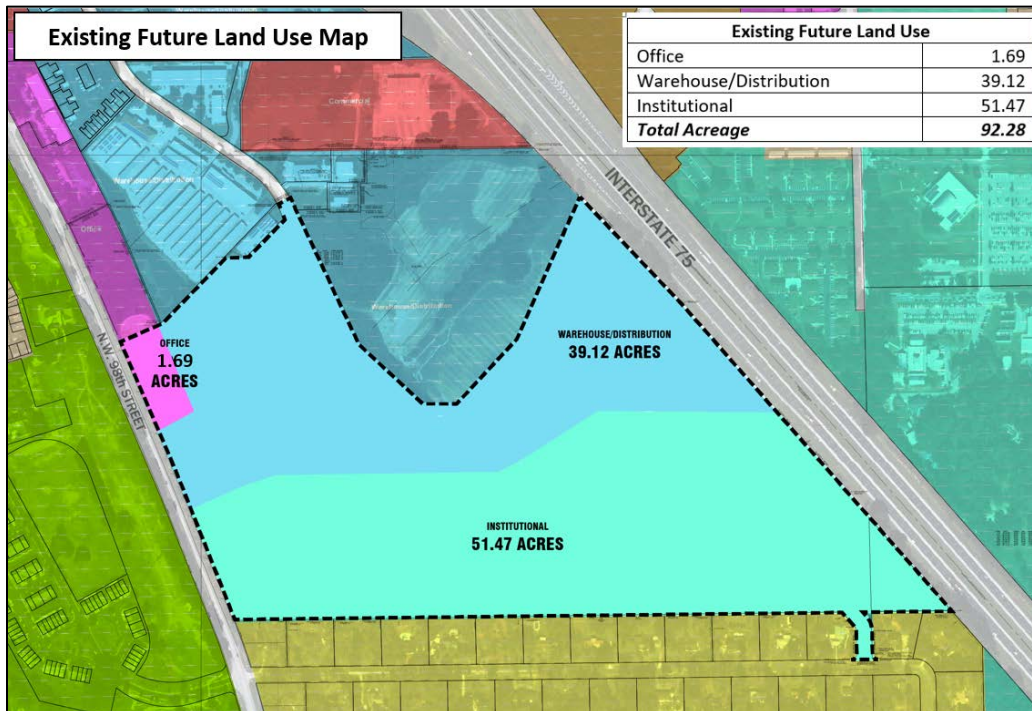 Existing Future Land Use Map
Existing Future Land Use
Office 1.69
Warehouse/Distribution 39.12
Institutional 51.47
Total Acreage 92.28
Commercial
INTERSTATE 75
Warehouse/Distribution
Office
Warehouse/Distribution
N.W. 98th STREET
OFFICE
1.69
ACRES
WAREHOUSE/DISTRIBUTION
39.12 ACRES
INSTITUTIONAL
51.47 ACRES